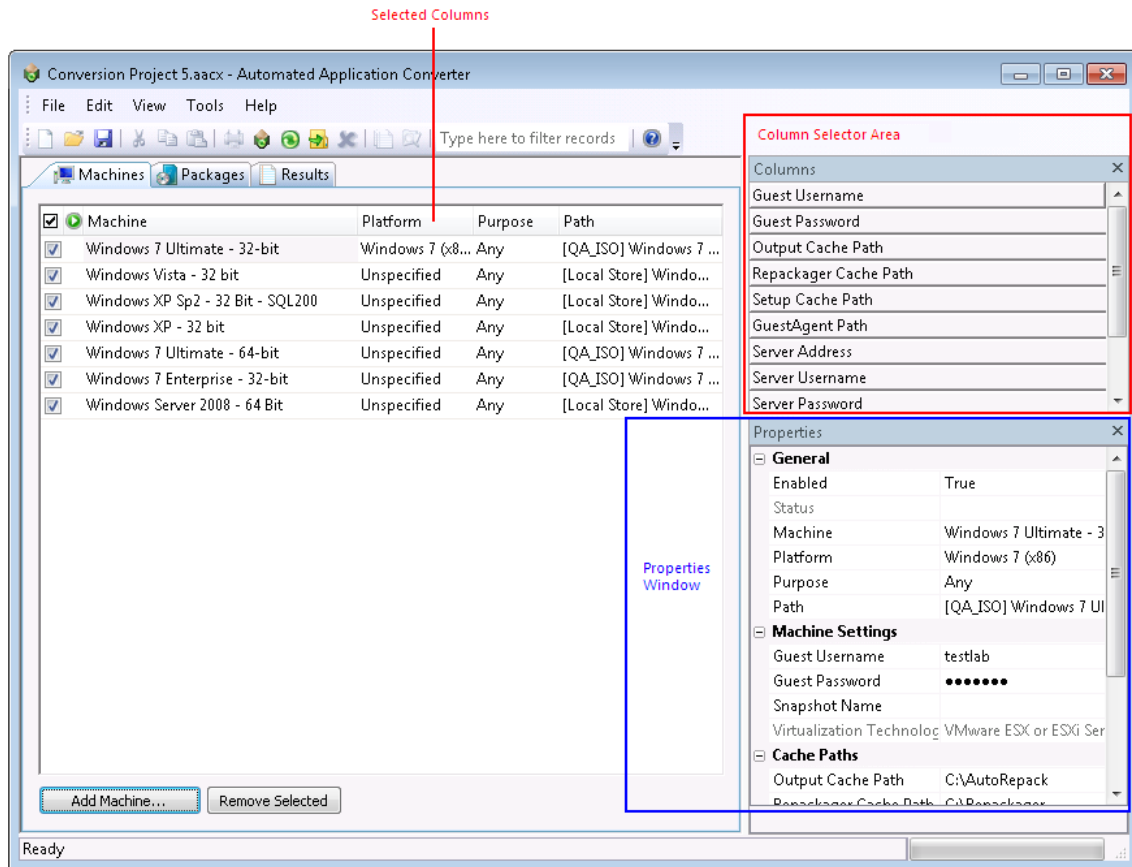 Selected Columns
Conversion Project 5.aacx - Automated Application Converter
File Edit View Tools Help
Type here to filter records
Column Selector Area
Machines Packages Results
Columns
Guest Username
Guest Password
Output Cache Path
Repackager Cache Path
Setup Cache Path
GuestAgent Path
Server Address
Server Username
Server Password
Machine Platform Purpose Path
Windows 7 Ultimate - 32-bit Windows 7 (x8... Any [QA_ISO] Windows 7 ...
Windows Vista - 32 bit Unspecified Any [Local Store] Windo...
Windows XP Sp2 - 32 Bit - SQL200 Unspecified Any [Local Store] Windo...
Windows XP - 32 bit Unspecified Any [Local Store] Windo...
Windows 7 Ultimate - 64-bit Unspecified Any [QA_ISO] Windows 7 ...
Windows 7 Enterprise - 32-bit Unspecified Any [QA_ISO] Windows 7 ...
Windows Server 2008 - 64 Bit Unspecified Any [Local Store] Windo...
Properties
Window
Properties
General
Enabled True
Status
Machine Windows 7 Ultimate - 3
Platform Windows 7 (x86)
Purpose Any
Path [QA_ISO] Windows 7 Ul
Machine Settings
Guest Username testlab
Guest Password ●●●●●●●
Snapshot Name
Virtualization Technolog VMware ESX or ESXi Ser
Cache Paths
Output Cache Path C:\AutoRepack
Repackager Cache Path C:\Repackager
Add Machine... Remove Selected
Ready